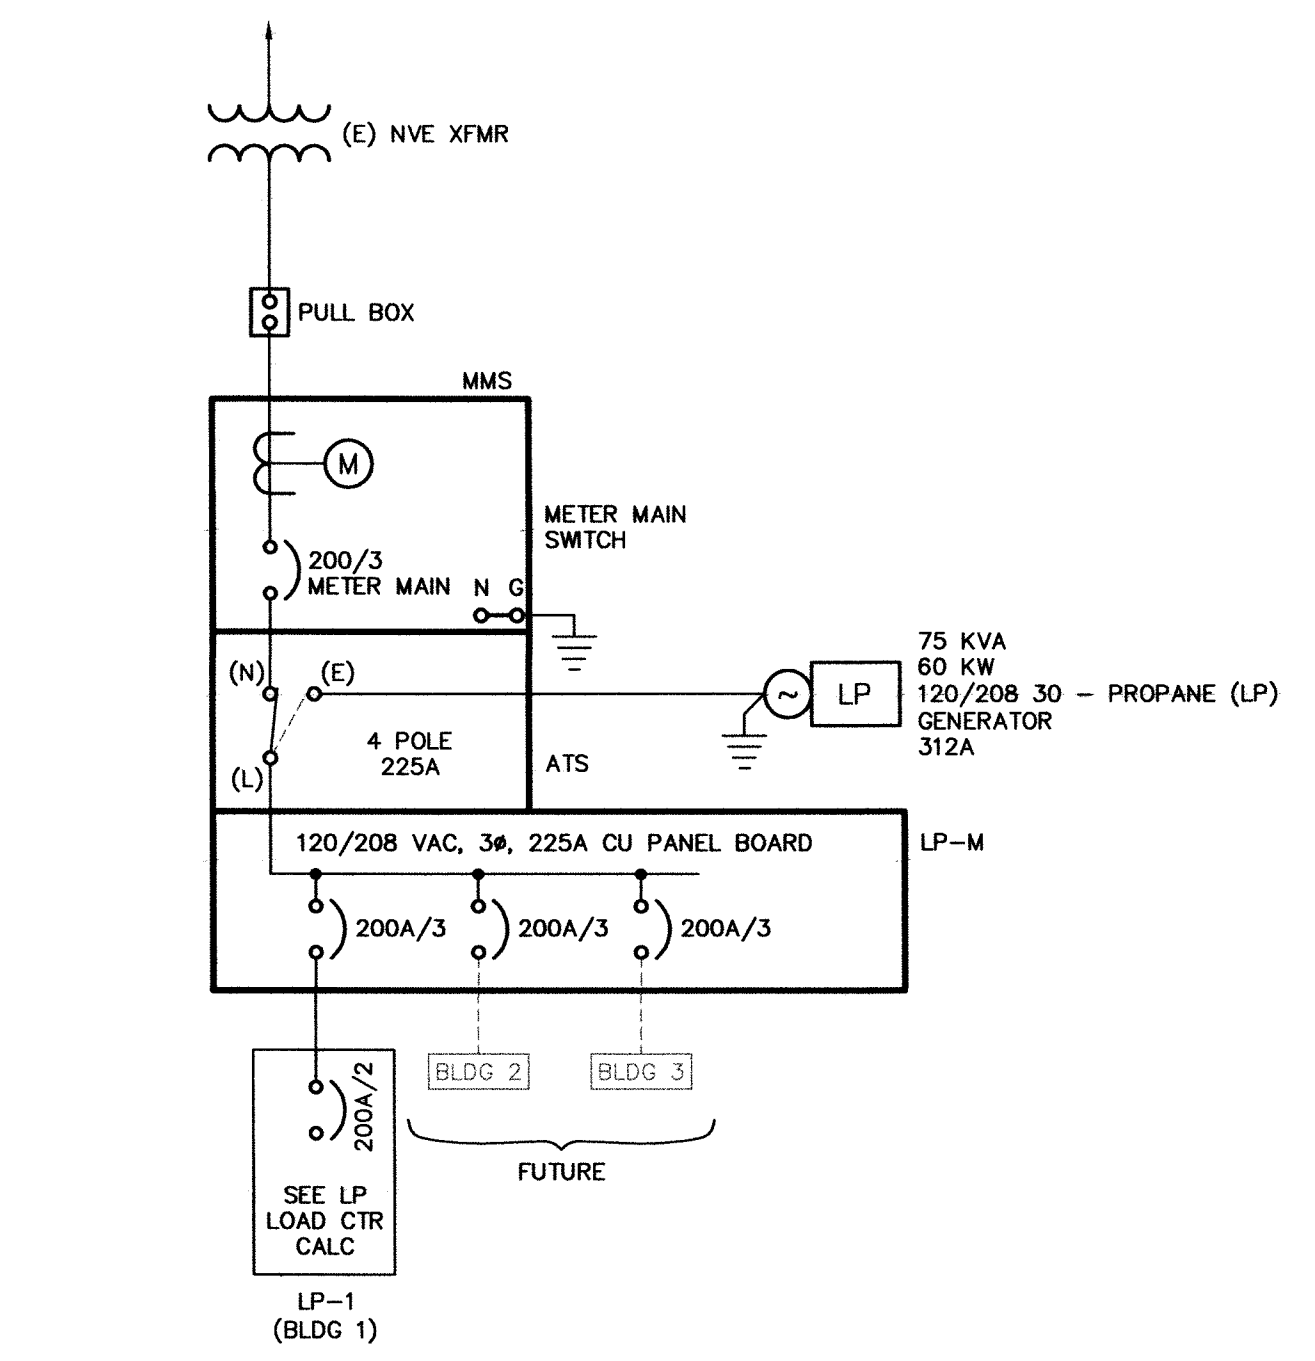 (E) NVE XFMR
PULL BOX
MMS
M
METER MAIN
SWITCH
200/3
METER MAIN
N G
(N)
(E)
(L)
4 POLE
225A
ATS
~
LP
75 KVA
60 KW
120/208 30 - PROPANE (LP)
GENERATOR
312A
120/208 VAC, 3ø, 225A CU PANEL BOARD
LP-M
200A/3
200A/3
200A/3
BLDG 2
BLDG 3
FUTURE
200A/2
SEE LP
LOAD CTR
CALC
LP-1
(BLDG 1)